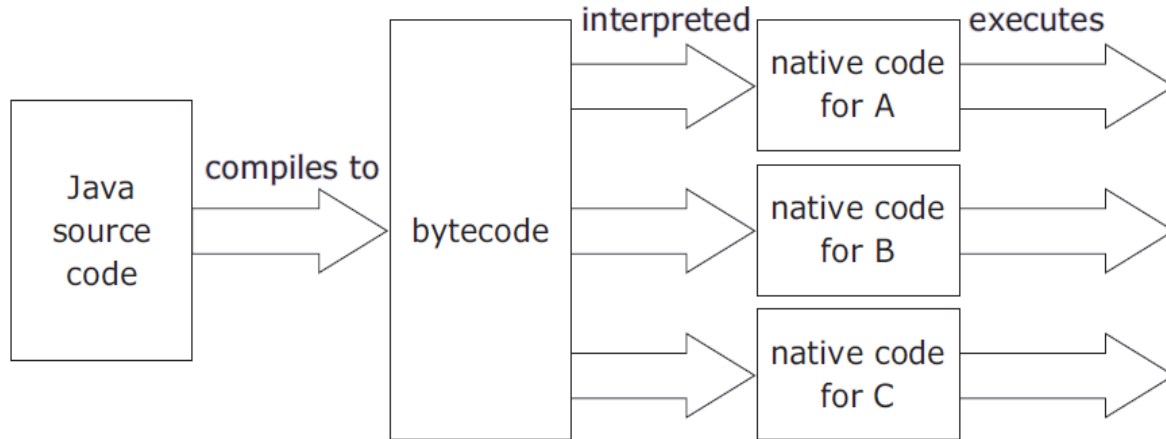 Java
source
code
compiles to
bytecode
interpreted
native code
for A
native code
for B
native code
for C
executes